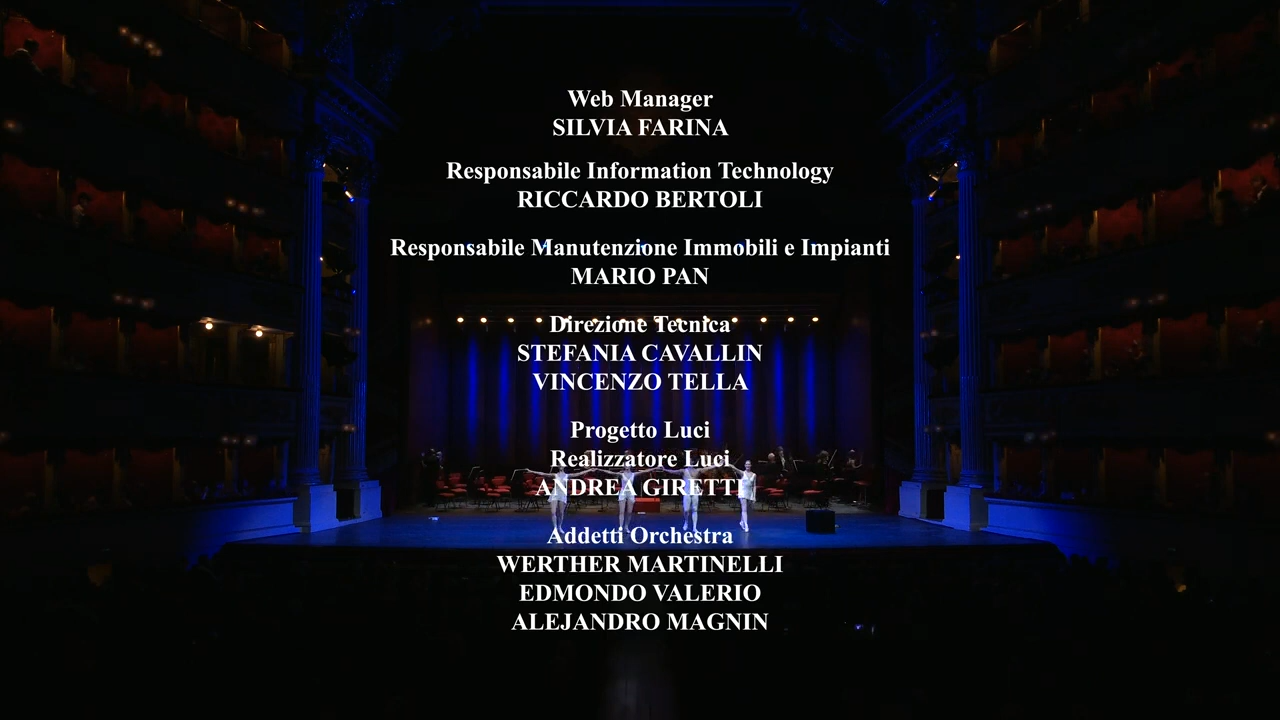 Web Manager
SILVIA FARINA
Responsabile Information Technology
RICCARDO BERTOLI
Responsabile Manutenzione Immobili e Impianti
MARIO PAN
Direzione Tecnica
STEFANIA CAVALLIN
VINCENZO TELLA
Progetto Luci
Realizzatore Luci
ANDREA GIRETTI
Addetti Orchestra
WERTHER MARTINELLI
EDMONDO VALERIO
ALEJANDRO MAGNIN